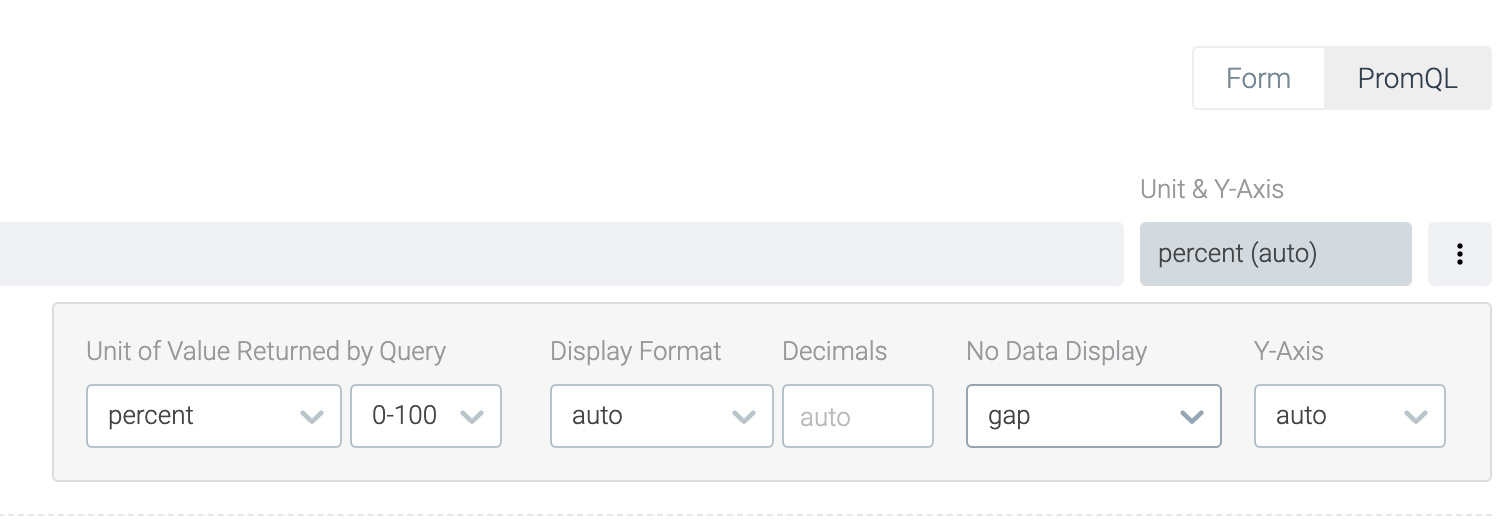 Form PromQL
Unit & Y-Axis
percent (auto)
Unit of Value Returned by Query Display Format Decimals No Data Display Y-Axis
percent 0-100 auto auto gap auto